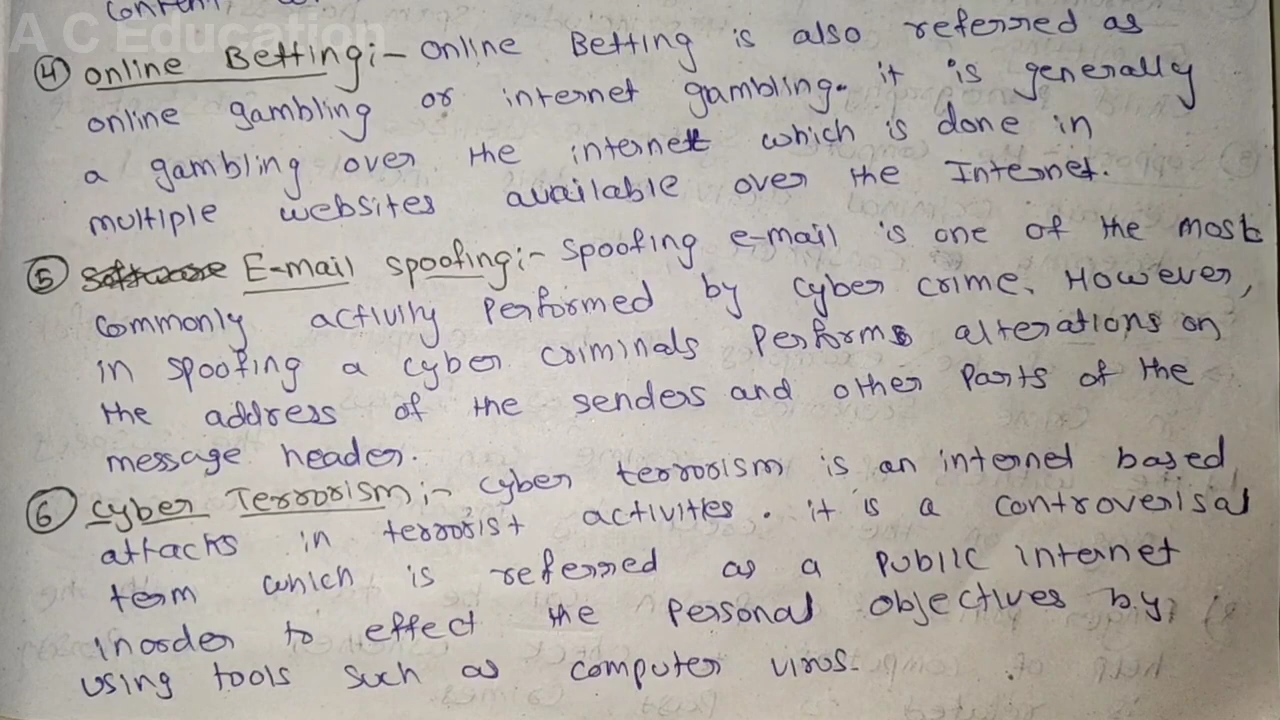 A C Education
④ online Betting:- online Betting is also referred as
online gambling or internet gambling. it is generally
a gambling over the internet which is done in
multiple websites available over the Internet.
⑤ E-mail spoofing:- spoofing e-mail is one of the most
commonly activity performed by cyber crime. However,
in spoofing a cyber criminals performs alterations on
the address of the senders and other parts of the
message header.
⑥ cyber Terrorism:- cyber terrorism is an internet based
attacks in terrorist activities. it is a controverisal
term which is referred as a public internet
inorder to effect the personal objectives by
using tools such as computer virus.